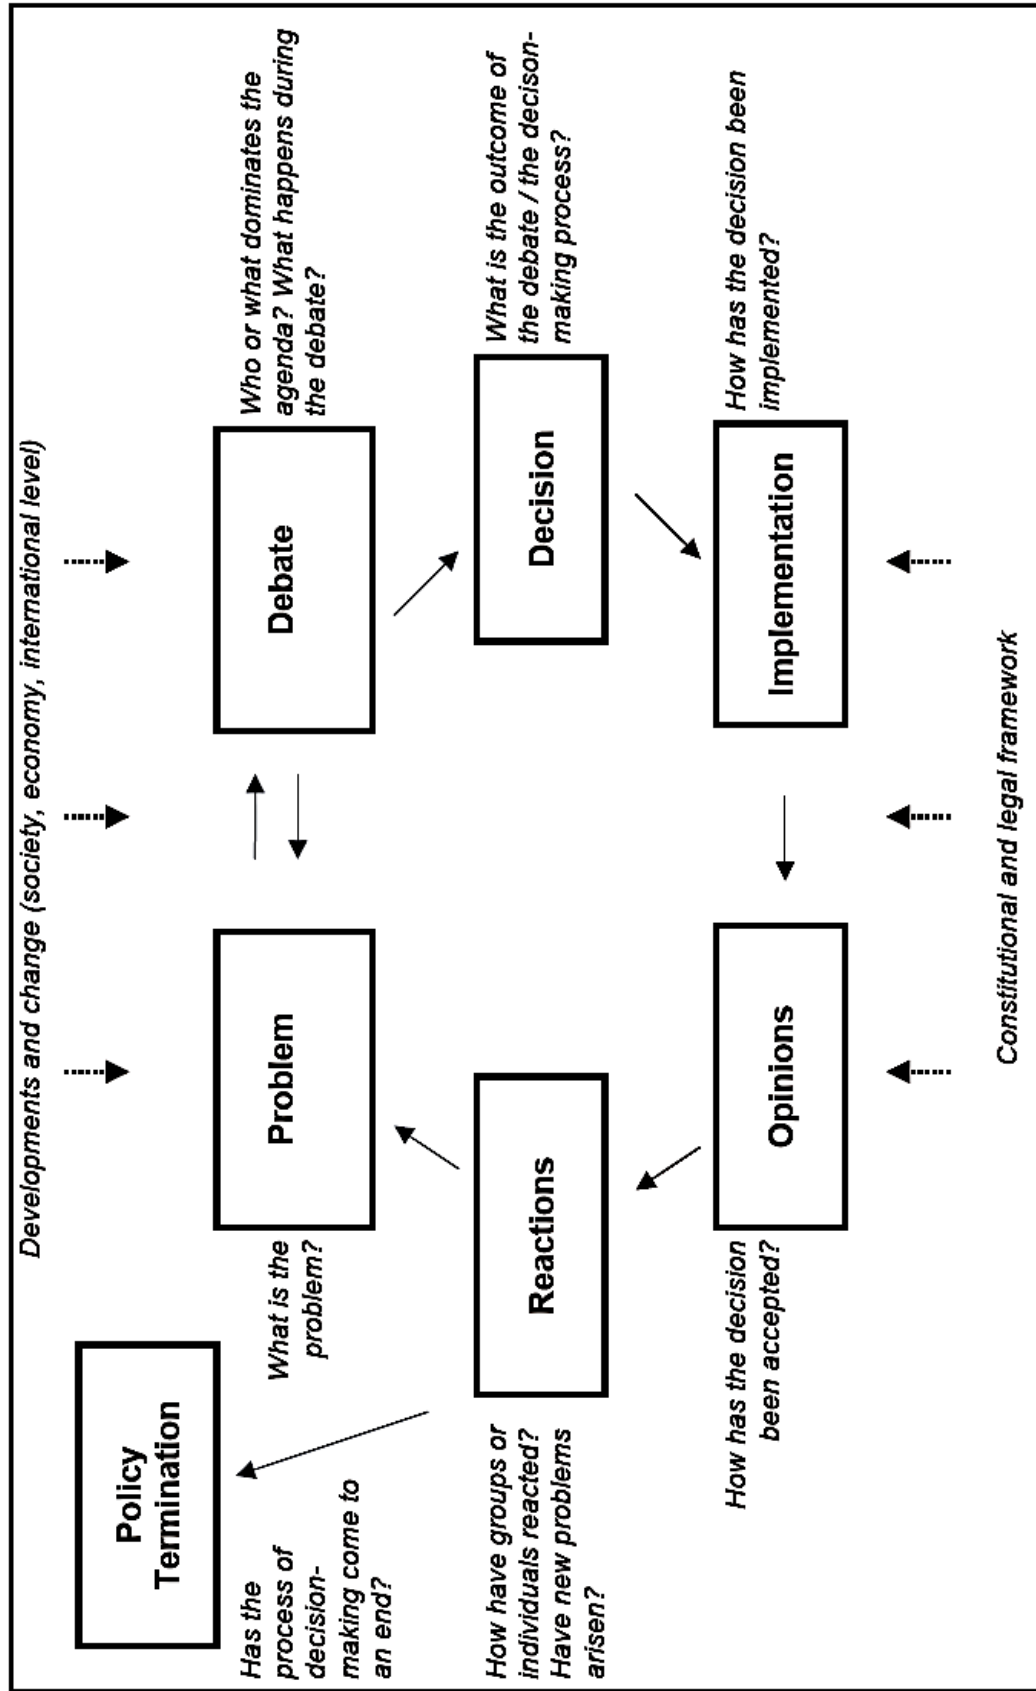 Developments and change (society, economy, international level)
Policy
Termination
Has the
process of
decision-
making come to
an end?
What is the
problem?
Problem
Debate
Who or what dominates the
agenda? What happens during
the debate?
How have groups or
individuals reacted?
Have new problems
arisen?
Reactions
Decision
What is the outcome of
the debate / the decison-
making process?
How has the decision
been accepted?
Opinions
Implementation
How has the decision been
implemented?
Constitutional and legal framework